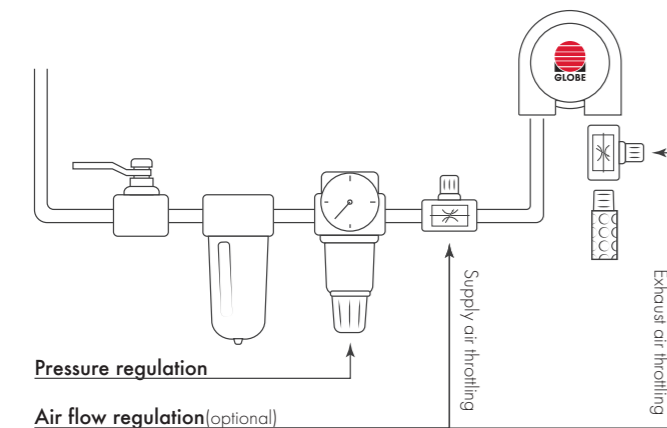 GLOBE
Supply air throttling
Exhaust air throttling
Pressure regulation
Air flow regulation(optional)